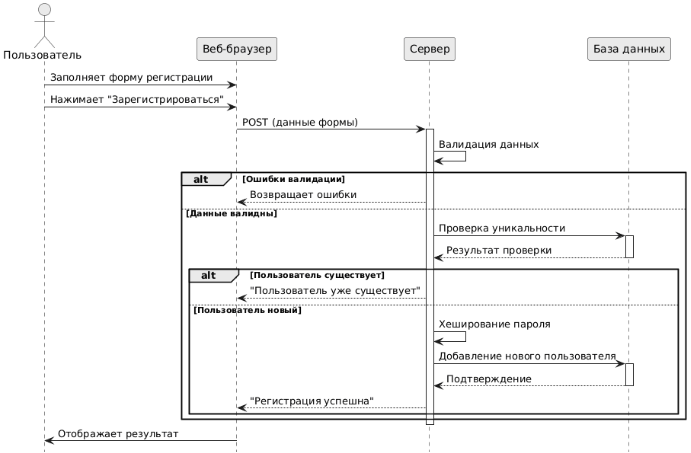 Пользователь
Веб-браузер
Сервер
База данных
Заполняет форму регистрации
Нажимает "Зарегистрироваться"
POST (данные формы)
Валидация данных
alt
[Ошибки валидации]
Возвращает ошибки
[Данные валидны]
Проверка уникальности
Результат проверки
alt
[Пользователь существует]
"Пользователь уже существует"
[Пользователь новый]
Хеширование пароля
Добавление нового пользователя
Подтверждение
"Регистрация успешна"
Отображает результат